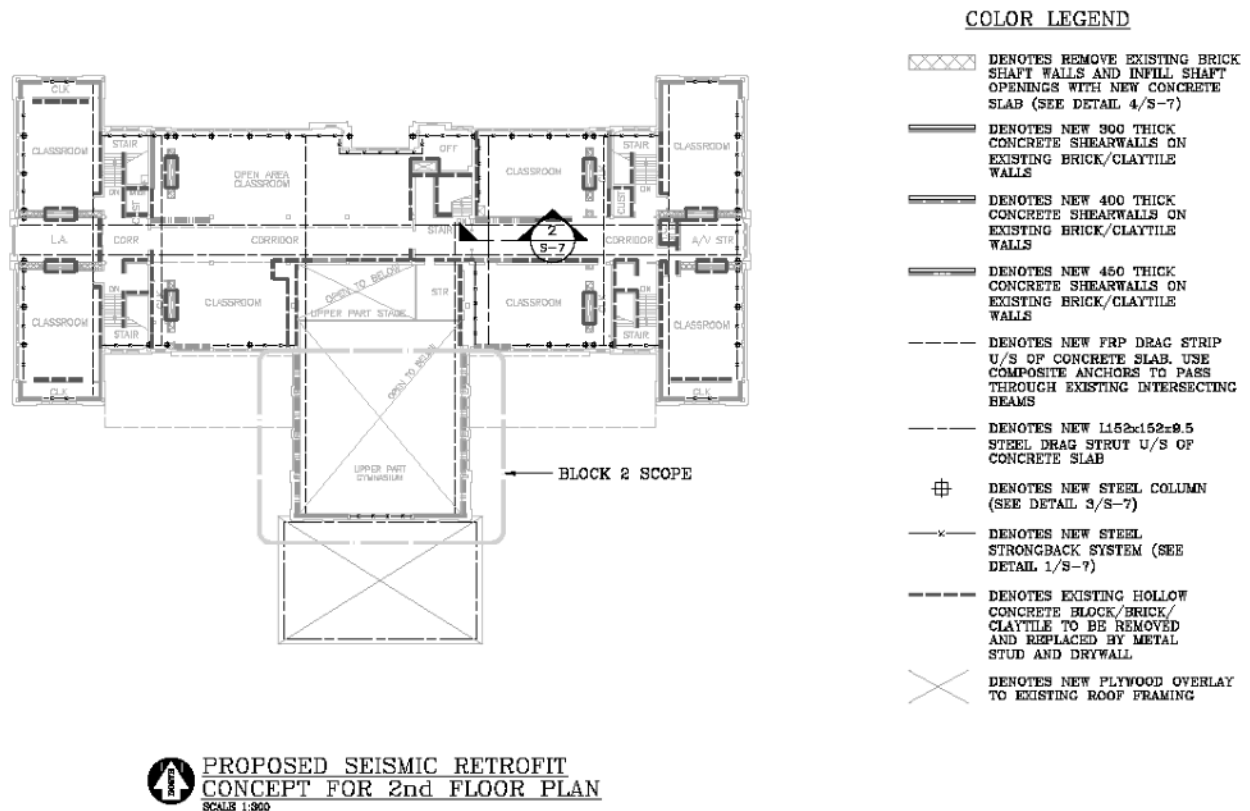 COLOR LEGEND
DENOTES REMOVE EXISTING BRICK
SHAFT WALLS AND INFILL SHAFT
OPENINGS WITH NEW CONCRETE
SLAB (SEE DETAIL 4/S-7)
DENOTES NEW 300 THICK
CONCRETE SHEARWALLS ON
EXISTING BRICK/CLAYTILE
WALLS
DENOTES NEW 400 THICK
CONCRETE SHEARWALLS ON
EXISTING BRICK/CLAYTILE
WALLS
DENOTES NEW 450 THICK
CONCRETE SHEARWALLS ON
EXISTING BRICK/CLAYTILE
WALLS
DENOTES NEW FRP DRAG STRIP
U/S OF CONCRETE SLAB. USE
COMPOSITE ANCHORS TO PASS
THROUGH EXISTING INTERSECTING
BEAMS
DENOTES NEW L152x152x9.5
STEEL DRAG STRUT U/S OF
CONCRETE SLAB
DENOTES NEW STEEL COLUMN
(SEE DETAIL 3/S-7)
DENOTES NEW STEEL
STRONGBACK SYSTEM (SEE
DETAIL 1/S-7)
DENOTES EXISTING HOLLOW
CONCRETE BLOCK/BRICK/
CLAYTILE TO BE REMOVED
AND REPLACED BY METAL
STUD AND DRYWALL
DENOTES NEW PLYWOOD OVERLAY
TO EXISTING ROOF FRAMING
CLK
CLASSROOM
STAIR
DN
CUST
OPEN AREA
CLASSROOM
OFF
CLASSROOM
STAIR
DN
CUST
CLASSROOM
L.A.
CORR
CORRIDOR
STAIR
2
S-7
CORRIDOR
A/V STR
CLASSROOM
DN
STAIR
CLASSROOM
OPEN TO BELOW
UPPER PART STAGE
STR
CLASSROOM
DN
STAIR
CLASSROOM
CLK
CLK
OPEN TO BELOW
UPPER PART
GYMNASIUM
BLOCK 2 SCOPE
PROPOSED SEISMIC RETROFIT
CONCEPT FOR 2nd FLOOR PLAN
SCALE 1:300